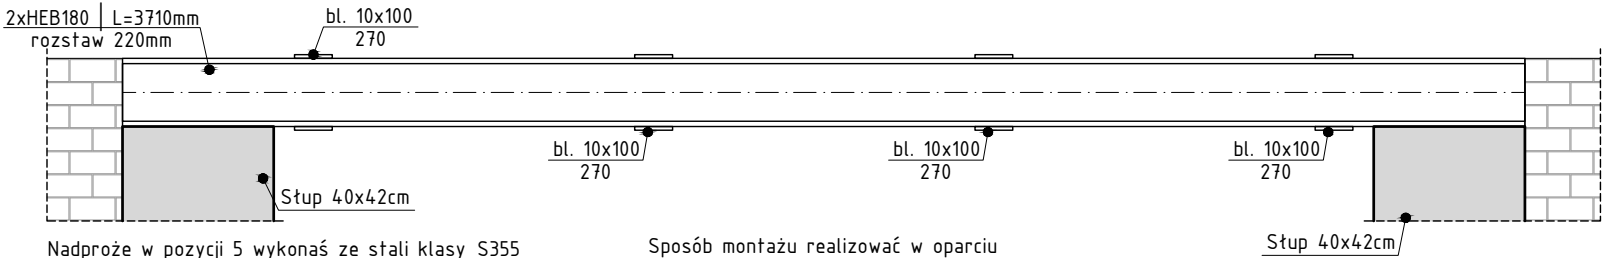 2xHEB180 L=3710mm
rozstaw 220mm
bl. 10x100
270
bl. 10x100
270
bl. 10x100
270
bl. 10x100
270
Słup 40x42cm
Słup 40x42cm
Nadproże w pozycji 5 wykonaś ze stali klasy S355
Sposób montażu realizować w oparciu